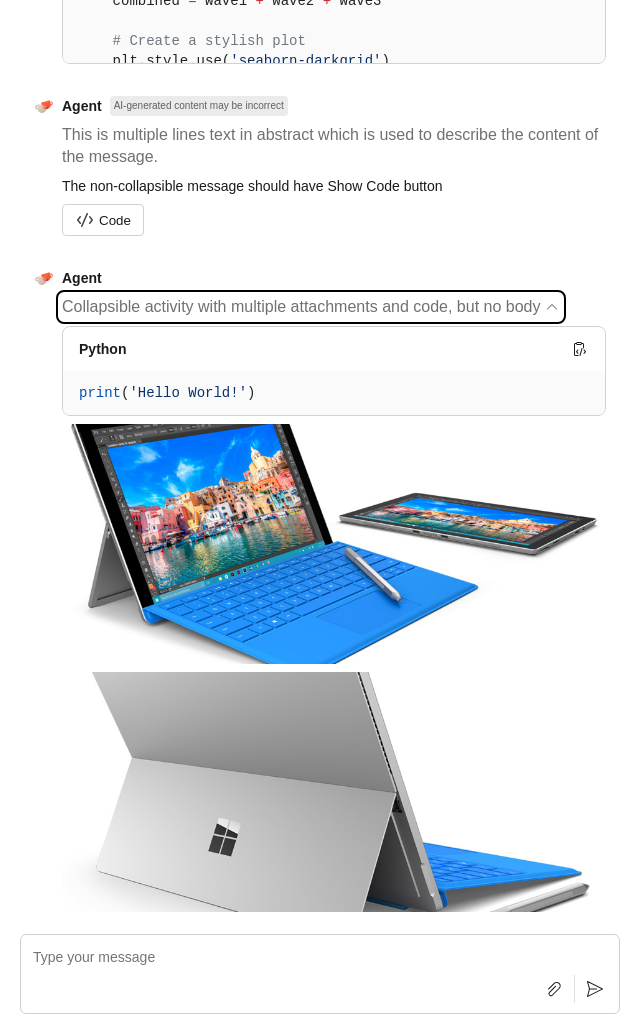 combined = wave1 + wave2 + wave3
# Create a stylish plot
plt.style.use('seaborn-darkgrid')
Agent AI-generated content may be incorrect
This is multiple lines text in abstract which is used to describe the content of
the message.
The non-collapsible message should have Show Code button
Code
Agent
Collapsible activity with multiple attachments and code, but no body
Python
print('Hello World!')
Type your message